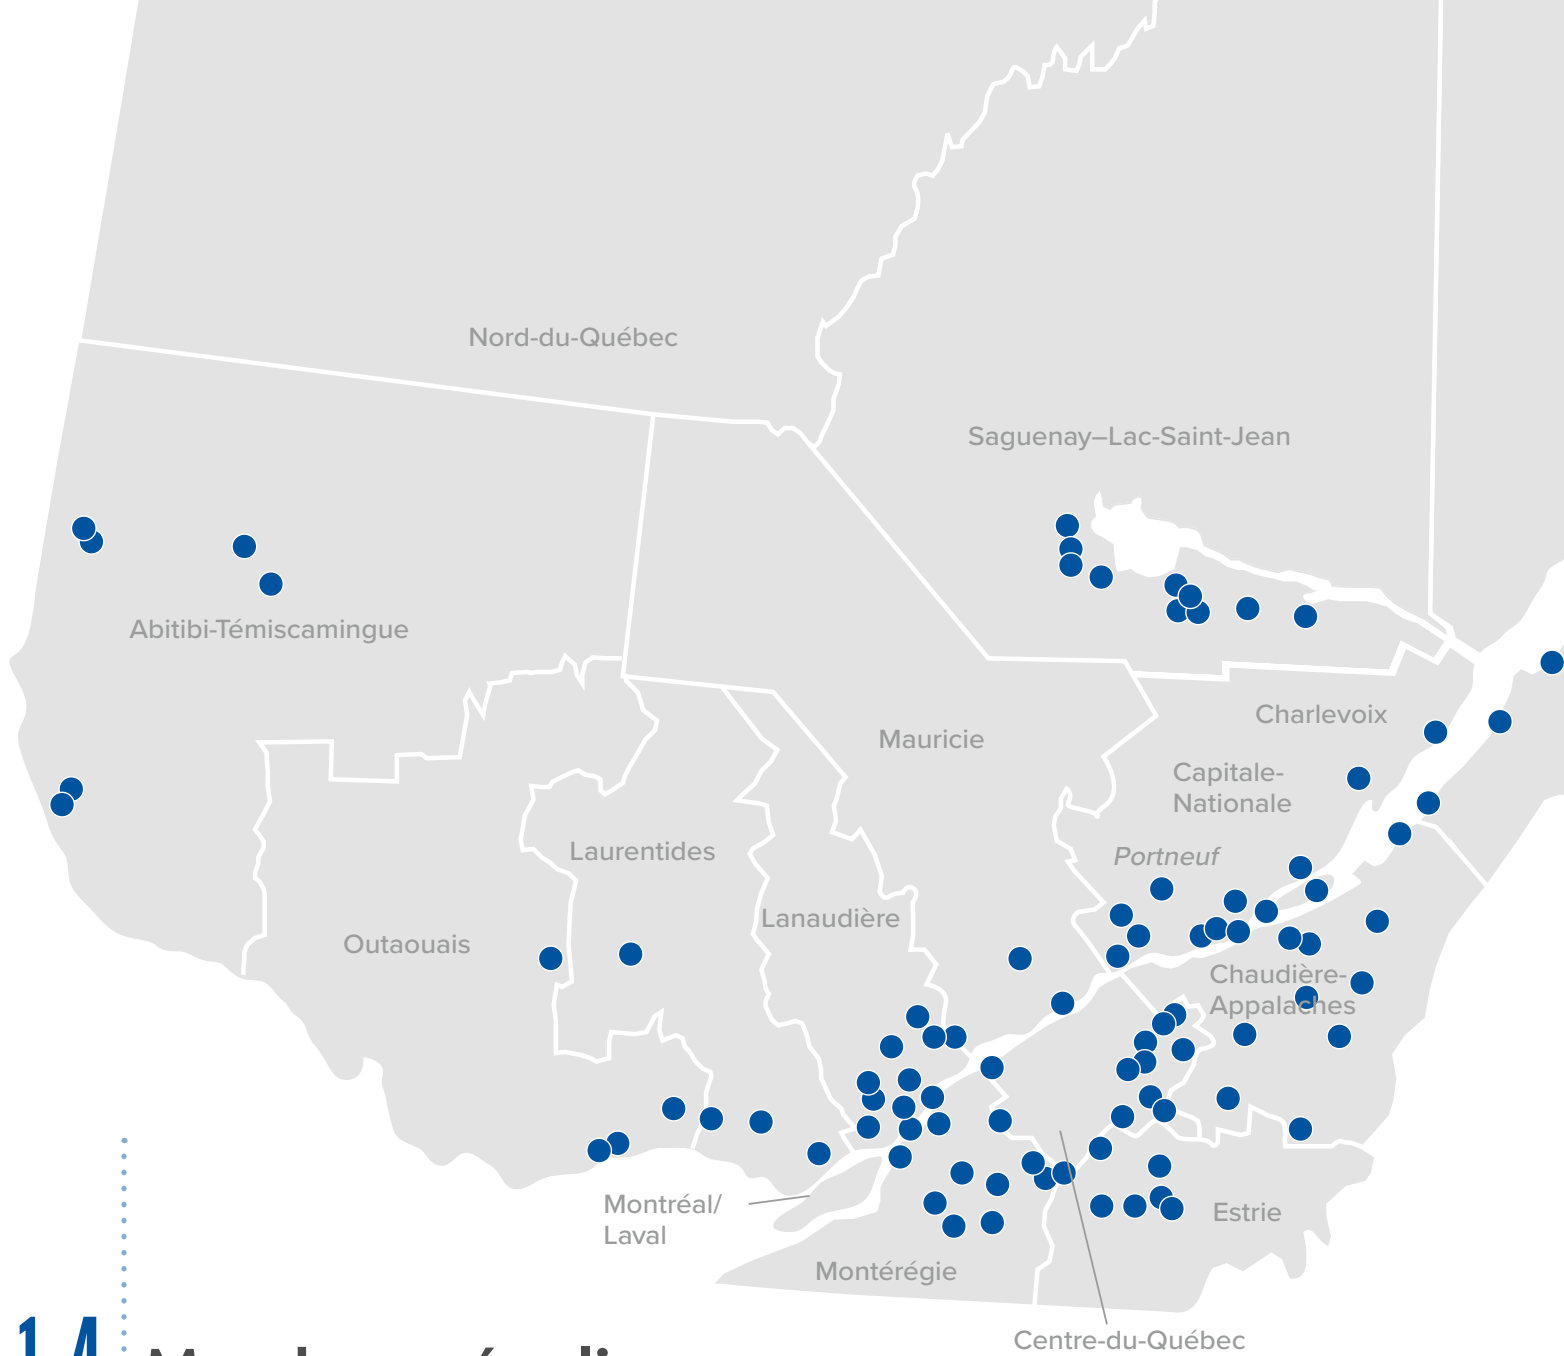 Nord-du-Québec
Saguenay–Lac-Saint-Jean
Abitibi-Témiscamingue
Charlevoix
Mauricie
Capitale-
Nationale
Laurentides
Portneuf
Lanaudière
Outaouais
Chaudière-
Appalaches
Montréal/
Laval
Estrie
Montérégie
Centre-du-Québec
14